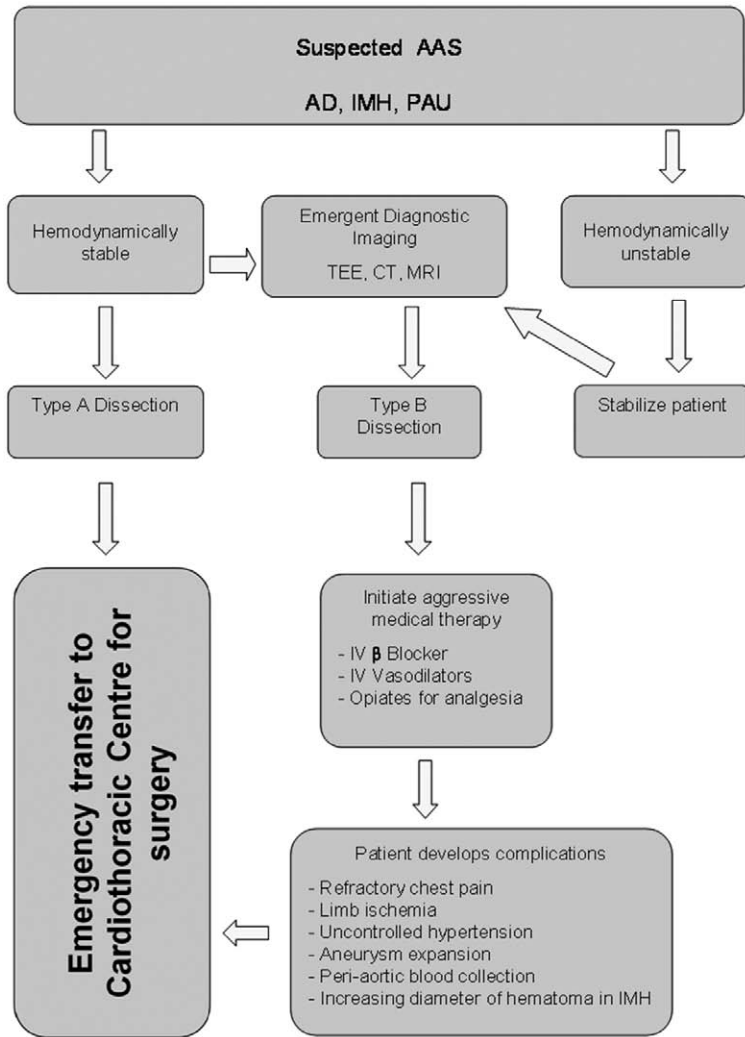 Suspected AAS
AD, IMH, PAU
Hemodynamically
stable
Emergent Diagnostic
Imaging
TEE, CT, MRI
Hemodynamically
unstable
Type A Dissection
Type B
Dissection
Stabilize patient
Emergency transfer to
Cardiothoracic Centre for
surgery
Initiate aggressive
medical therapy
- IV β Blocker
- IV Vasodilators
- Opiates for analgesia
Patient develops complications
- Refractory chest pain
- Limb ischemia
- Uncontrolled hypertension
- Aneurysm expansion
- Peri-aortic blood collection
- Increasing diameter of hematoma in IMH